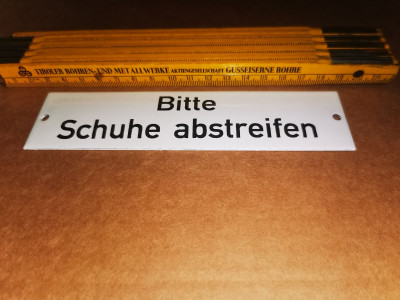 TIROLER RÖHREN- UND METALLWERKE AKTIENGESELLSCHAFT GUSSEISERNE ROHRE
Bitte
Schuhe abstreifen